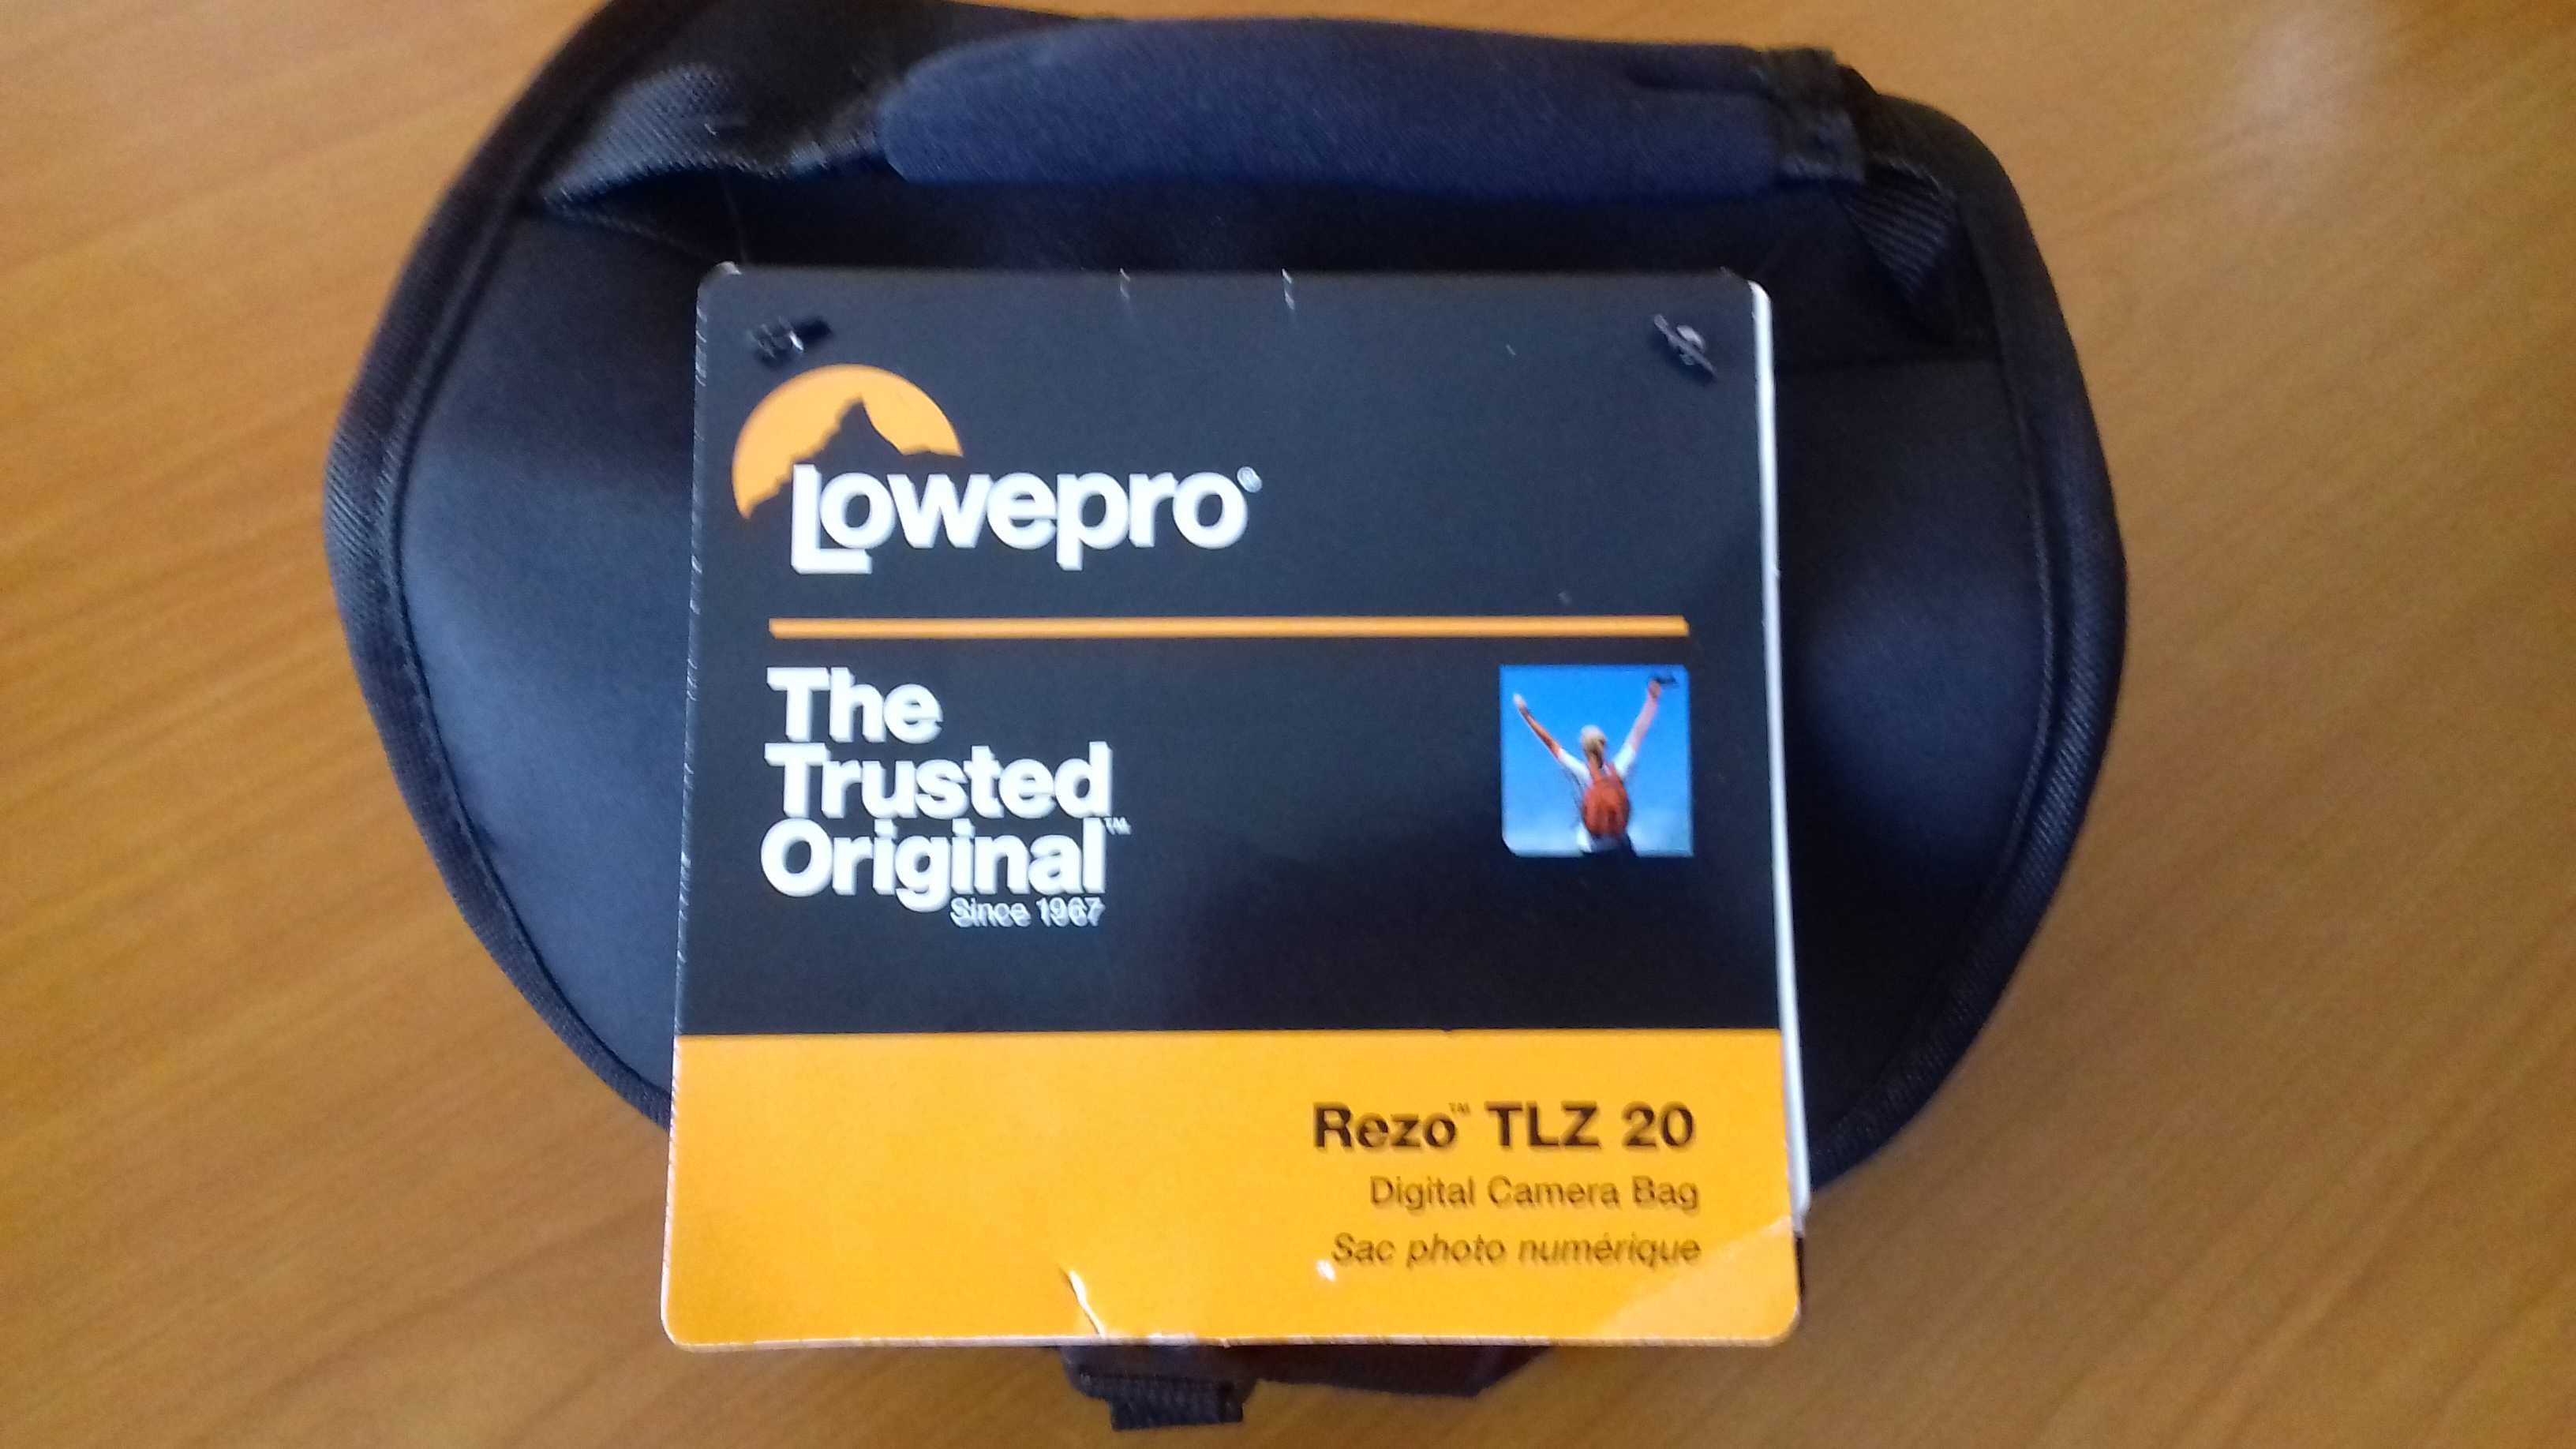 Lowepro®
The
Trusted
Original™
Since 1967
Rezo™ TLZ 20
Digital Camera Bag
Sac photo numérique